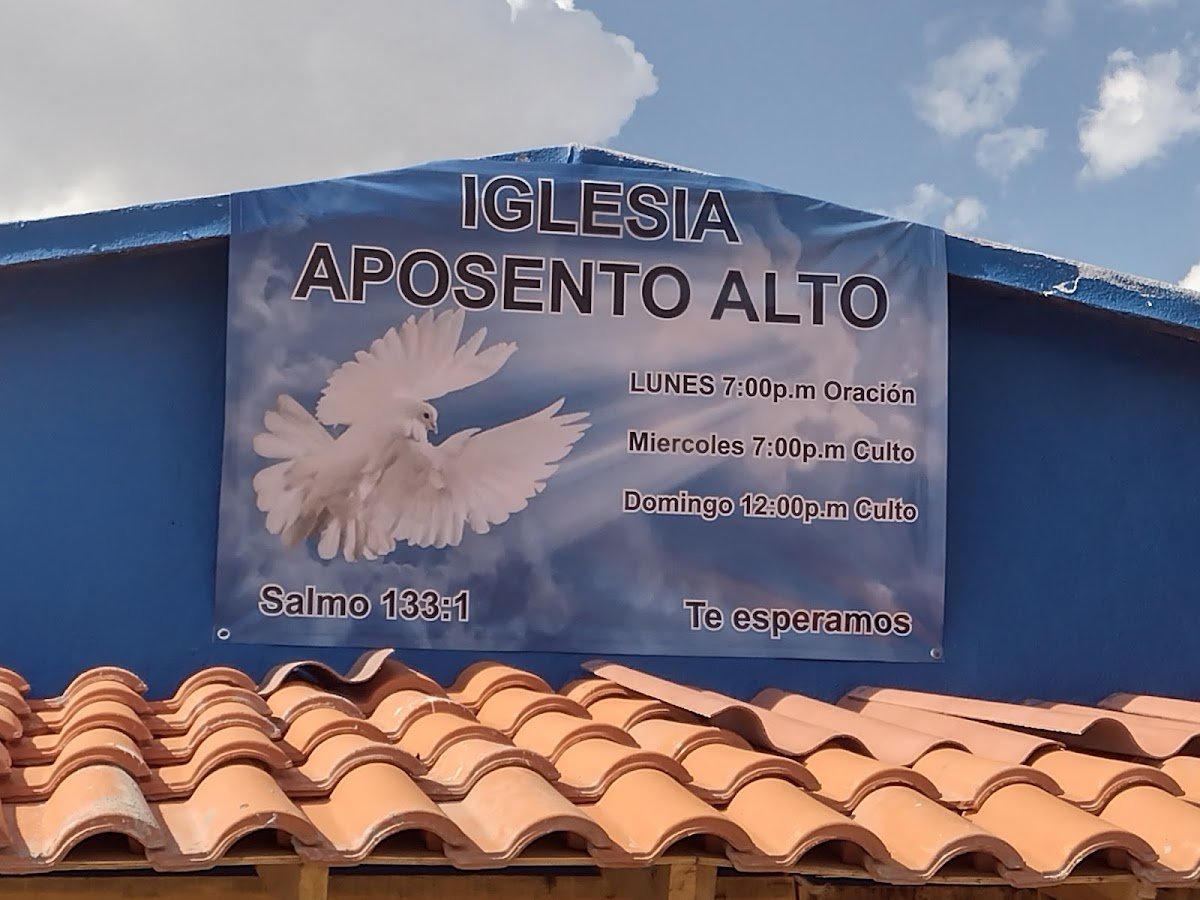 IGLESIA
APOSENTO ALTO
LUNES 7:00p.m Oración
Miercoles 7:00p.m Culto
Domingo 12:00p.m Culto
Salmo 133:1
Te esperamos